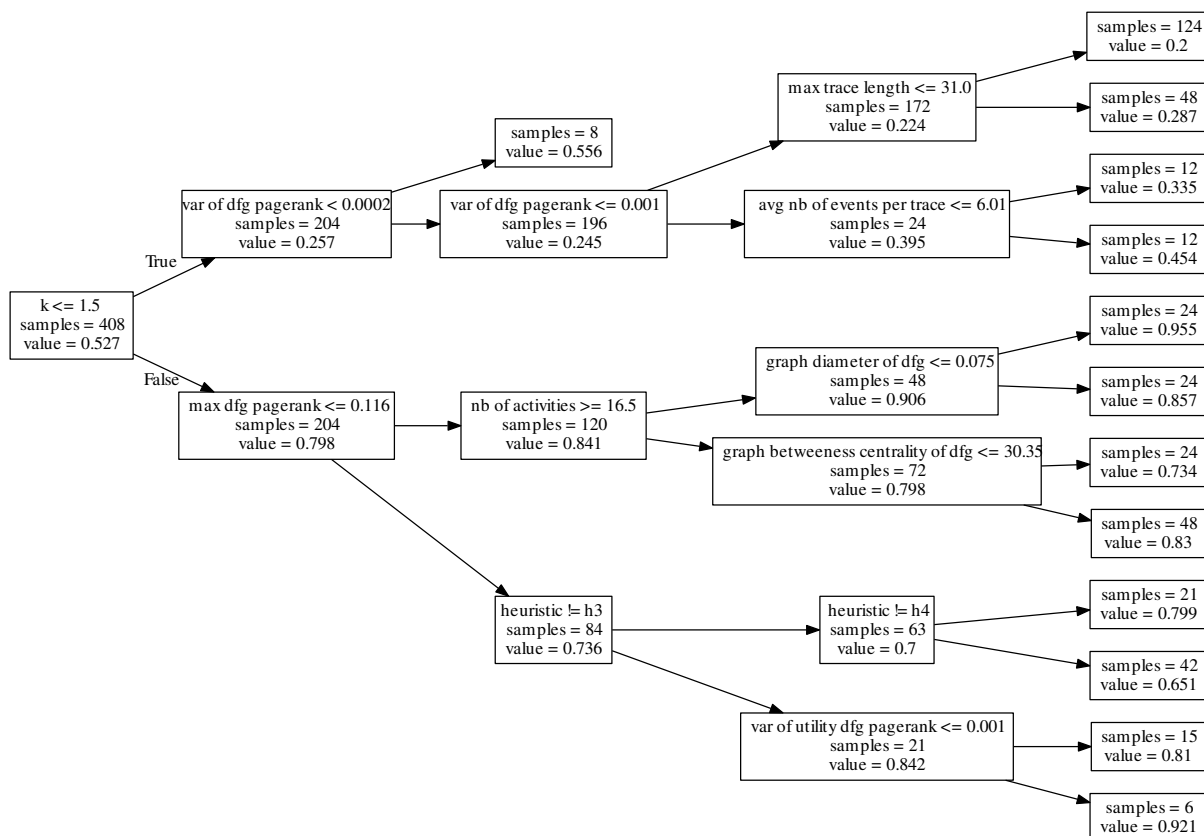 samples = 124
value = 0.2
max trace length <= 31.0
samples = 172
value = 0.224
samples = 48
value = 0.287
samples = 8
value = 0.556
samples = 12
value = 0.335
var of dfg pagerank < 0.0002
samples = 204
value = 0.257
var of dfg pagerank <= 0.001
samples = 196
value = 0.245
avg nb of events per trace <= 6.01
samples = 24
value = 0.395
samples = 12
value = 0.454
True
k <= 1.5
samples = 408
value = 0.527
False
samples = 24
value = 0.955
graph diameter of dfg <= 0.075
samples = 48
value = 0.906
samples = 24
value = 0.857
max dfg pagerank <= 0.116
samples = 204
value = 0.798
nb of activities >= 16.5
samples = 120
value = 0.841
graph betweeness centrality of dfg <= 30.35
samples = 72
value = 0.798
samples = 24
value = 0.734
samples = 48
value = 0.83
heuristic != h3
samples = 84
value = 0.736
heuristic != h4
samples = 63
value = 0.7
samples = 21
value = 0.799
samples = 42
value = 0.651
var of utility dfg pagerank <= 0.001
samples = 21
value = 0.842
samples = 15
value = 0.81
samples = 6
value = 0.921